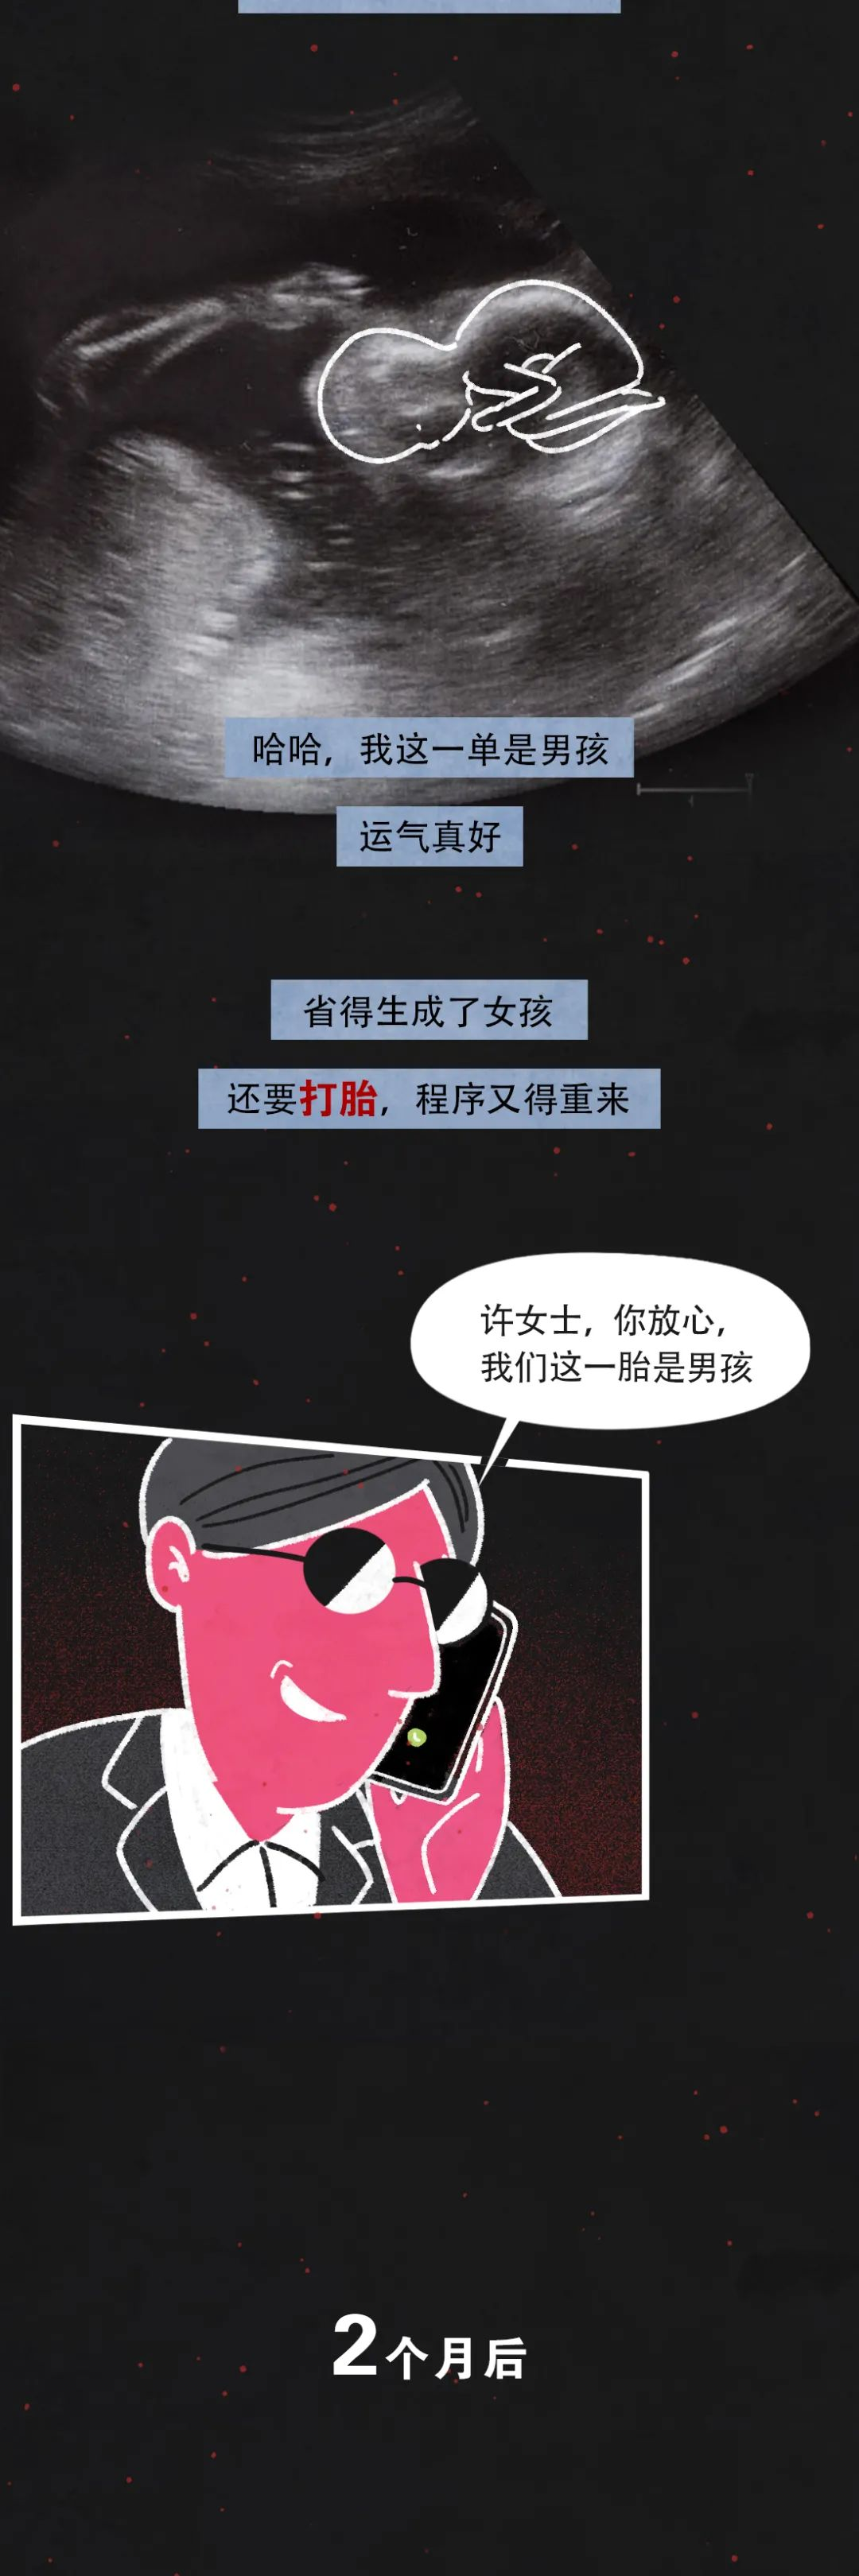 哈哈，我这一单是男孩
运气真好
省得生成了女孩
还要打胎，程序又得重来
许女士，你放心，
我们这一胎是男孩
2个月后